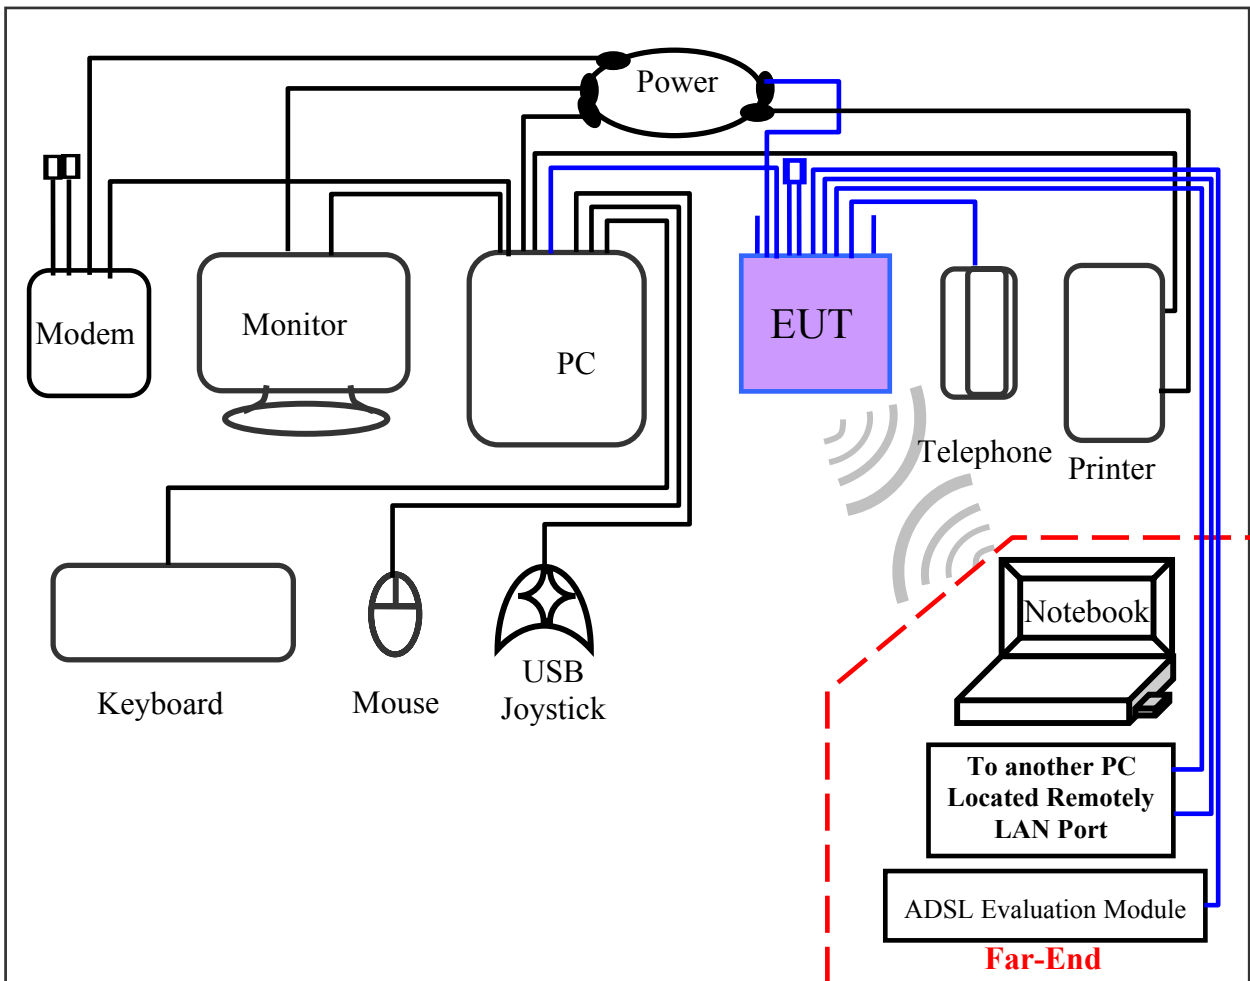 Power
Modem
Monitor
PC
EUT
Telephone
Printer
Keyboard
Mouse
USB
Joystick
Notebook
To another PC
Located Remotely
LAN Port
ADSL Evaluation Module
Far-End